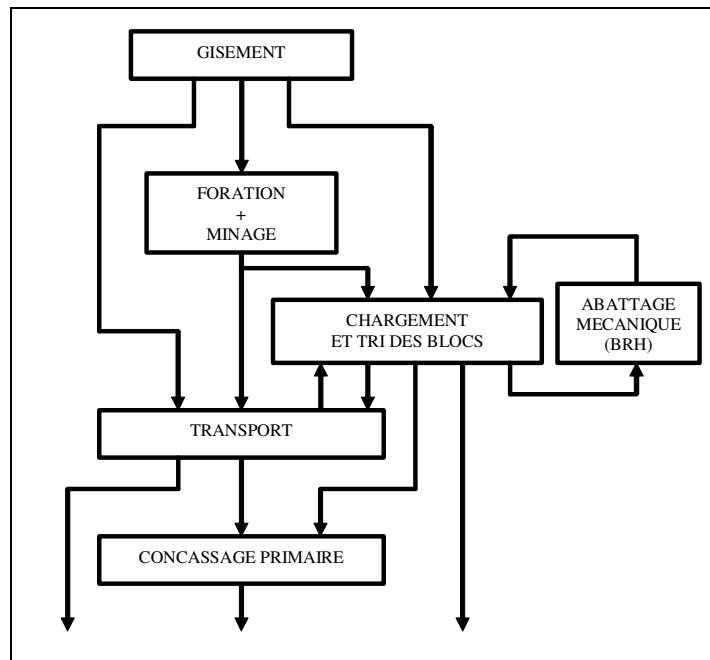 GISEMENT
FORATION
+
MINAGE
CHARGEMENT
ET TRI DES BLOCS
ABATTAGE
MECANIQUE
(BRH)
TRANSPORT
CONCASSAGE PRIMAIRE